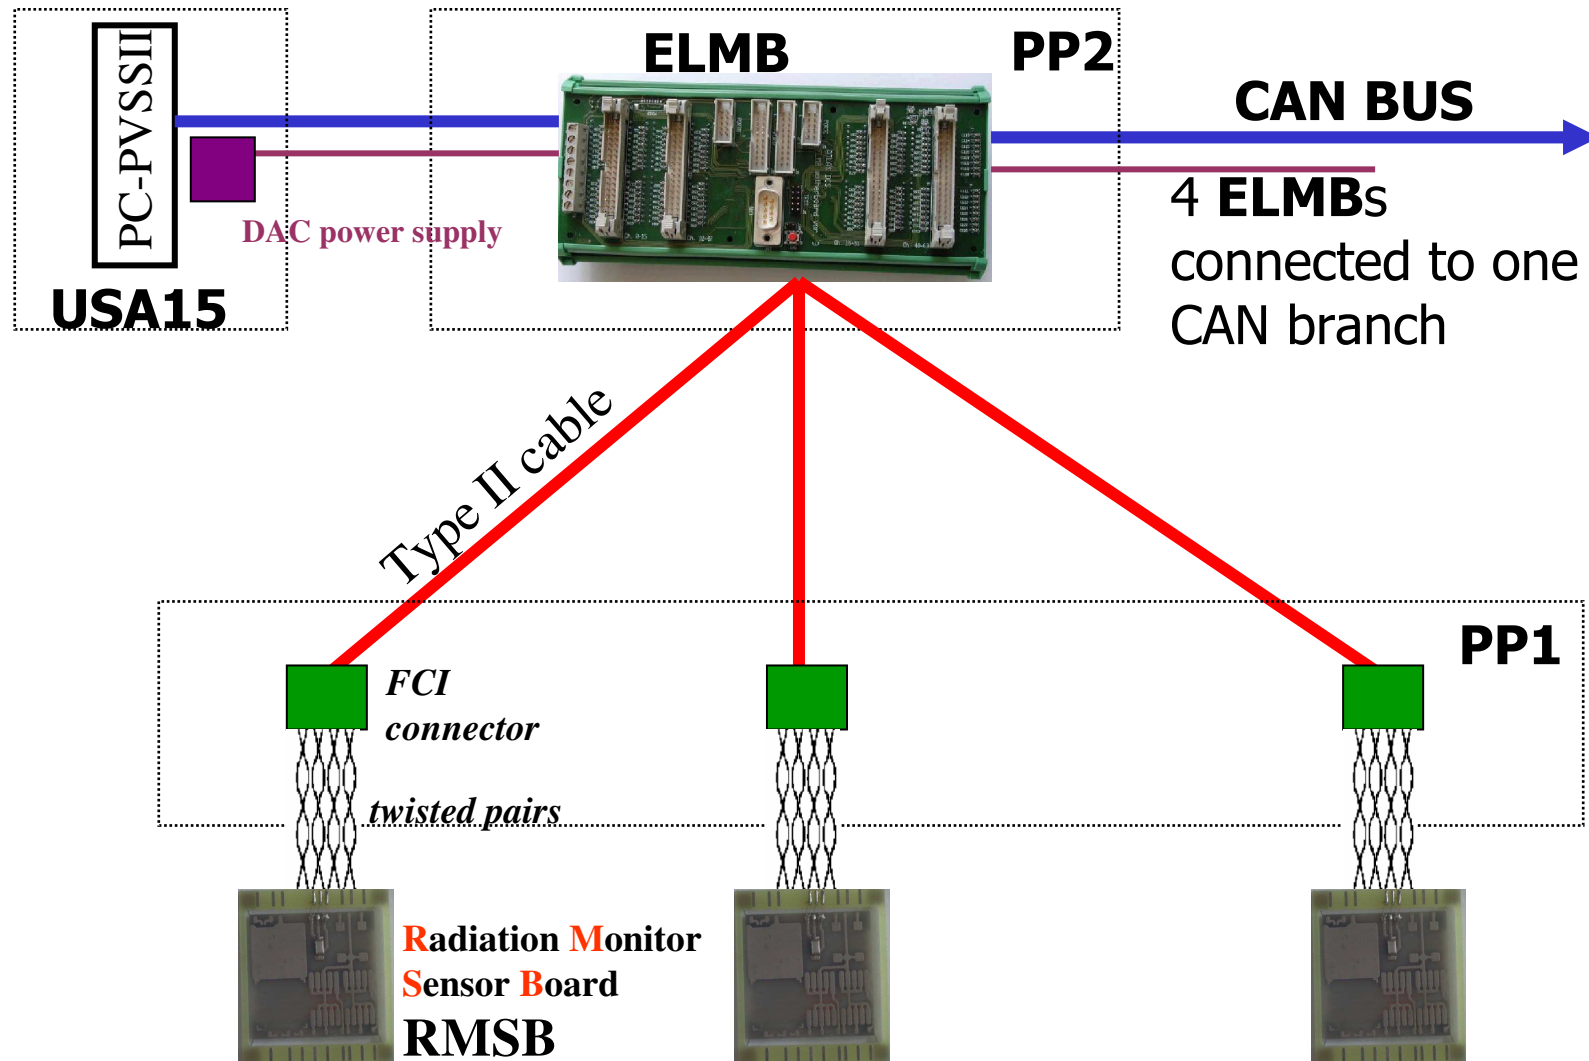 PC-PVSSII
USA15
DAC power supply
ELMB
PP2
CAN BUS
4 ELMBs
connected to one
CAN branch
Type II cable
PP1
FCI
connector
twisted pairs
Radiation Monitor
Sensor Board
RMSB